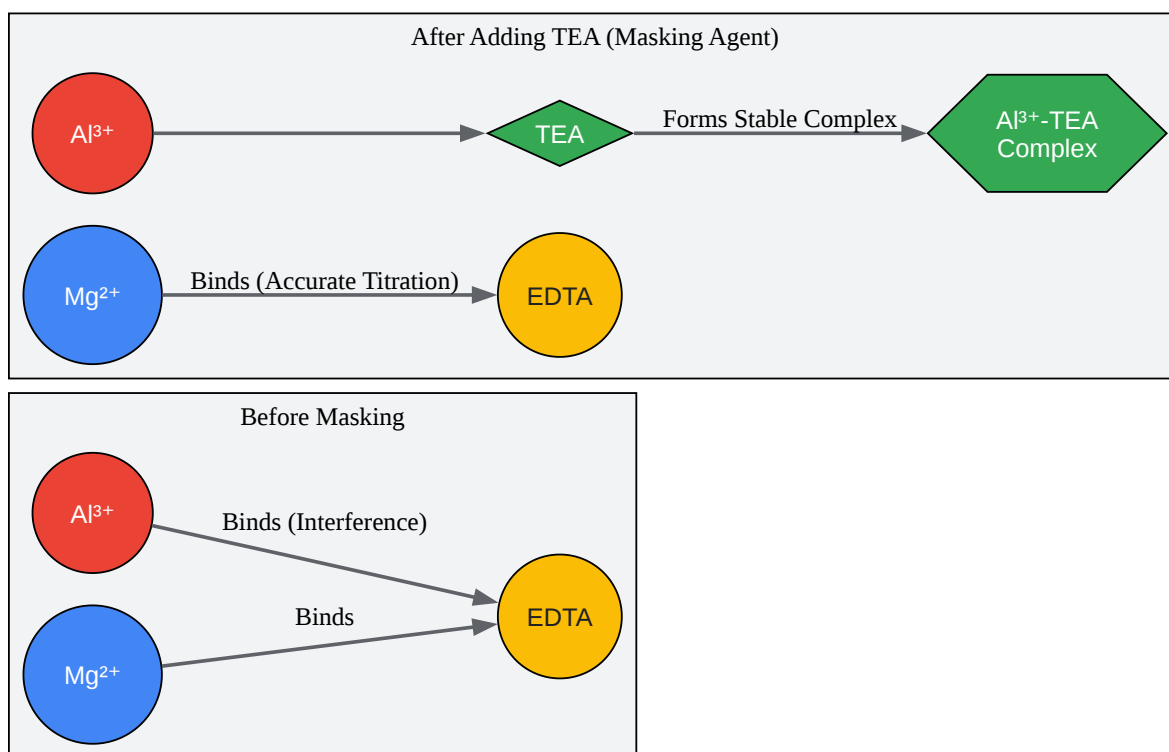 After Adding TEA (Masking Agent)
Al³⁺
TEA
Forms Stable Complex
Al³⁺-TEA
Complex
Mg²⁺
Binds (Accurate Titration)
EDTA
Before Masking
Al³⁺
Binds (Interference)
EDTA
Binds
Mg²⁺